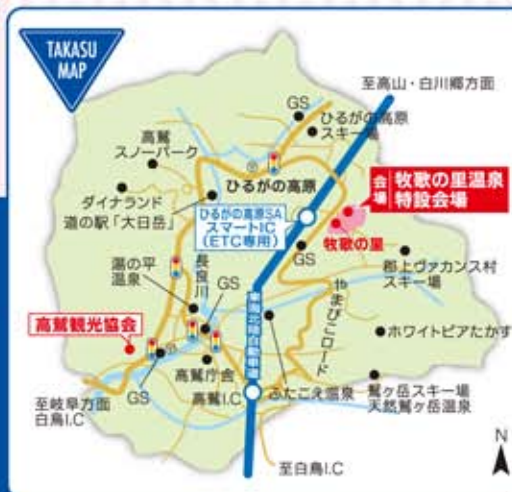 TAKASU
MAP
至高山・白川郷方面
GS
ひるがの高原
スキー場
高鷲
スノーパーク
ひるがの高原
ダイナランド
道の駅「大日岳」
ひるがの高原SA
スマートIC
(ETC専用)
会場
牧歌の里温泉
特設会場
牧歌の里
GS
郡上ヴァカンス村
スキー場
湯の平
温泉
長良川
GS
東海北陸自動車道
やまびこロード
ホワイトピアたかす
高鷲観光協会
GS
高鷲庁舎
高鷲I.C
ふたこえ温泉
鷲ヶ岳スキー場
天然鷲ヶ岳温泉
至岐阜方面
白鳥I.C
至白鳥I.C
N